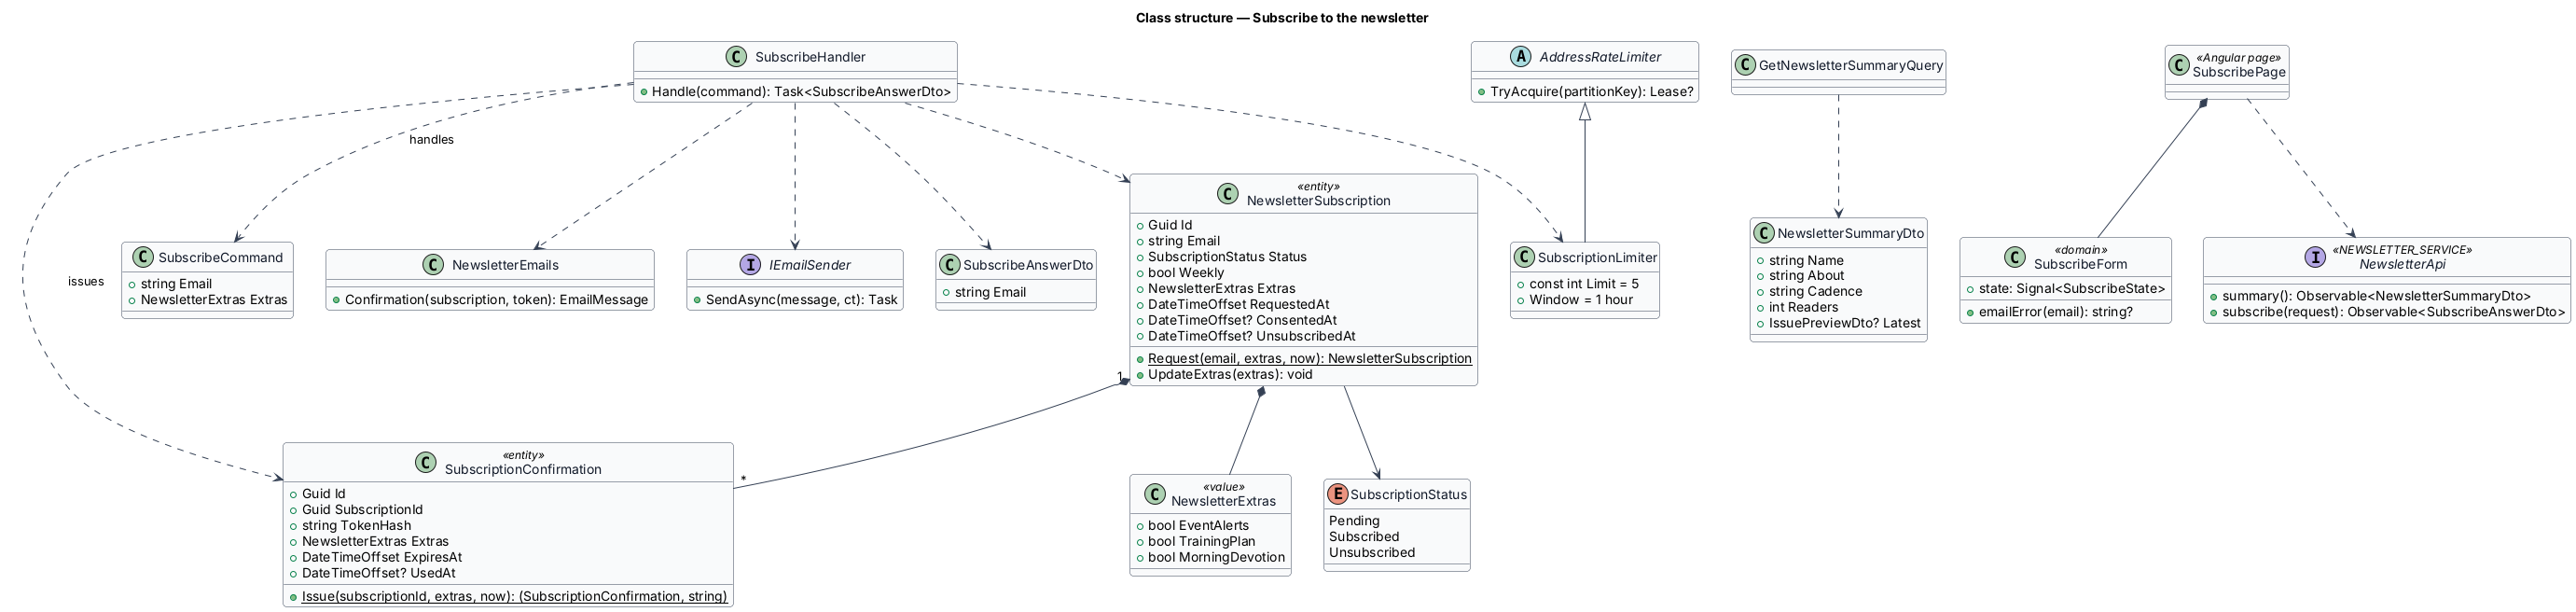 Class structure — Subscribe to the newsletter
C SubscribeHandler
Handle(command): Task<SubscribeAnswerDto>
A AddressRateLimiter
TryAcquire(partitionKey): Lease?
C GetNewsletterSummaryQuery
C «Angular page»
SubscribePage
handles
issues
C SubscribeCommand
string Email
NewsletterExtras Extras
C NewsletterEmails
Confirmation(subscription, token): EmailMessage
I IEmailSender
SendAsync(message, ct): Task
C SubscribeAnswerDto
string Email
C «entity»
NewsletterSubscription
Guid Id
string Email
SubscriptionStatus Status
bool Weekly
NewsletterExtras Extras
DateTimeOffset RequestedAt
DateTimeOffset? ConsentedAt
DateTimeOffset? UnsubscribedAt
Request(email, extras, now): NewsletterSubscription
UpdateExtras(extras): void
C SubscriptionLimiter
const int Limit = 5
Window = 1 hour
C NewsletterSummaryDto
string Name
string About
string Cadence
int Readers
IssuePreviewDto? Latest
C «domain»
SubscribeForm
state: Signal<SubscribeState>
emailError(email): string?
I «NEWSLETTER_SERVICE»
NewsletterApi
summary(): Observable<NewsletterSummaryDto>
subscribe(request): Observable<SubscribeAnswerDto>
1
*
C «entity»
SubscriptionConfirmation
Guid Id
Guid SubscriptionId
string TokenHash
NewsletterExtras Extras
DateTimeOffset ExpiresAt
DateTimeOffset? UsedAt
Issue(subscriptionId, extras, now): (SubscriptionConfirmation, string)
C «value»
NewsletterExtras
bool EventAlerts
bool TrainingPlan
bool MorningDevotion
E SubscriptionStatus
Pending
Subscribed
Unsubscribed